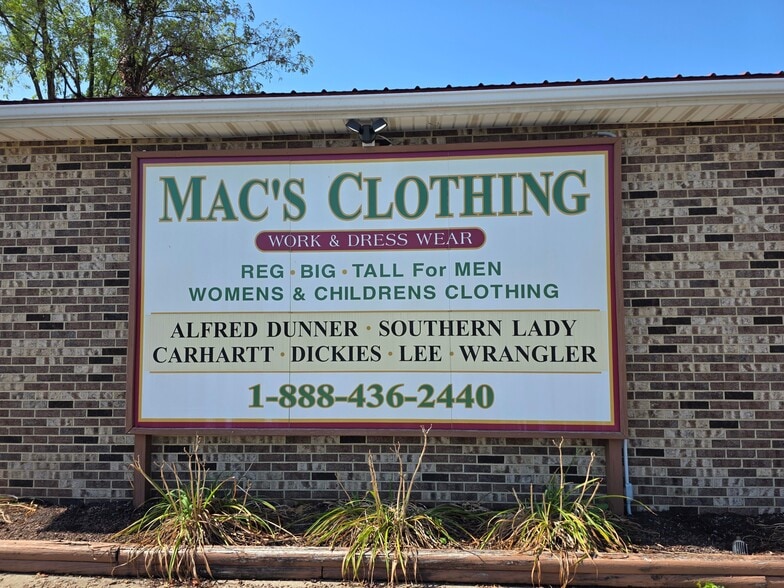 MAC'S CLOTHING
WORK & DRESS WEAR
REG • BIG • TALL For MEN
WOMENS & CHILDRENS CLOTHING
ALFRED DUNNER • SOUTHERN LADY
CARHARTT • DICKIES • LEE • WRANGLER
1-888-436-2440